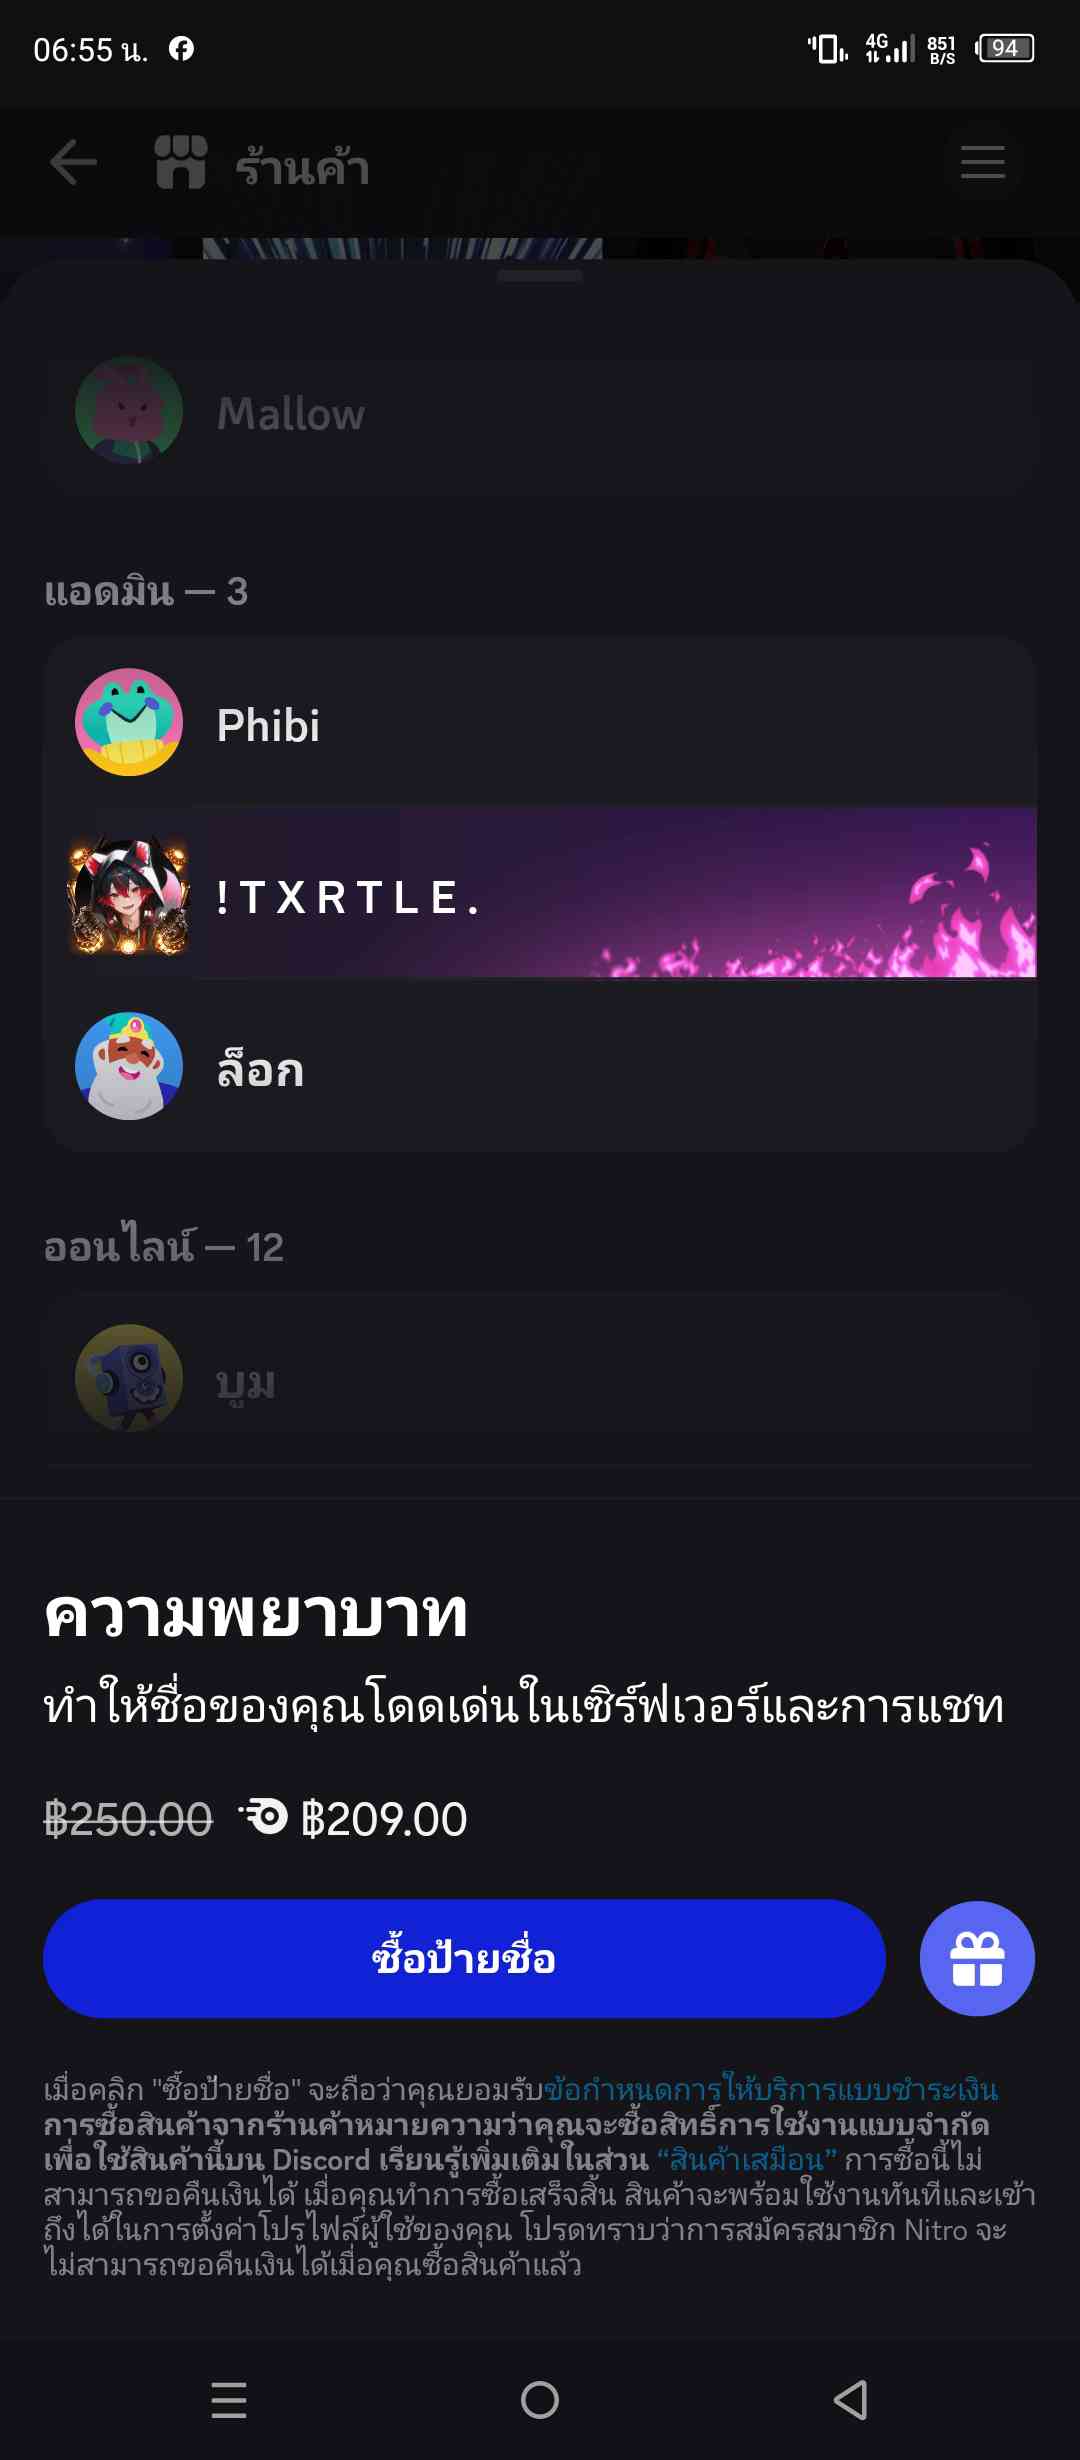 06:55 น.
4G
851
B/S
94
ร้านค้า
Mallow
แอดมิน — 3
Phibi
! T X R T L E .
ล็อก
ออนไลน์ — 12
บูม
ความพยาบาท
ทำให้ชื่อของคุณโดดเด่นในเซิร์ฟเวอร์และการแชท
฿250.00 ฿209.00
ซื้อป้ายชื่อ
เมื่อคลิก "ซื้อป้ายชื่อ" จะถือว่าคุณยอมรับข้อกำหนดการให้บริการแบบชำระเงิน
การซื้อสินค้าจากร้านค้าหมายความว่าคุณจะซื้อสิทธิ์การใช้งานแบบจำกัด
เพื่อใช้สินค้านี้บน Discord เรียนรู้เพิ่มเติมในส่วน “สินค้าเสมือน” การซื้อนี้ไม่
สามารถขอคืนเงินได้ เมื่อคุณทำการซื้อเสร็จสิ้น สินค้าจะพร้อมใช้งานทันทีและเข้า
ถึงได้ในการตั้งค่าโปรไฟล์ผู้ใช้ของคุณ โปรดทราบว่าการสมัครสมาชิก Nitro จะ
ไม่สามารถขอคืนเงินได้เมื่อคุณซื้อสินค้าแล้ว